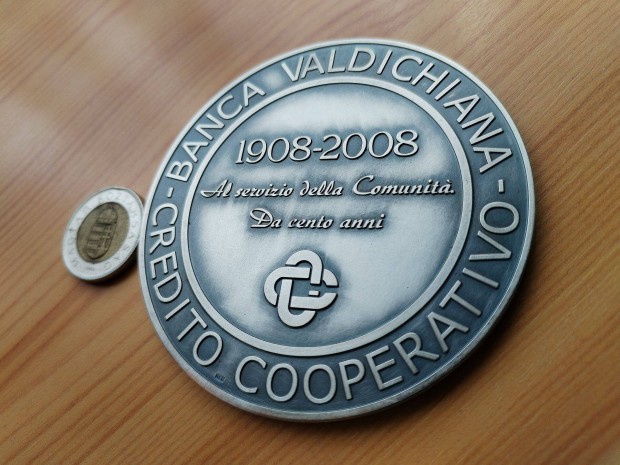 BANCA VALDICHIANA
1908-2008
Al servizio della Comunità.
Da cento anni
- CREDITO COOPERATIVO -